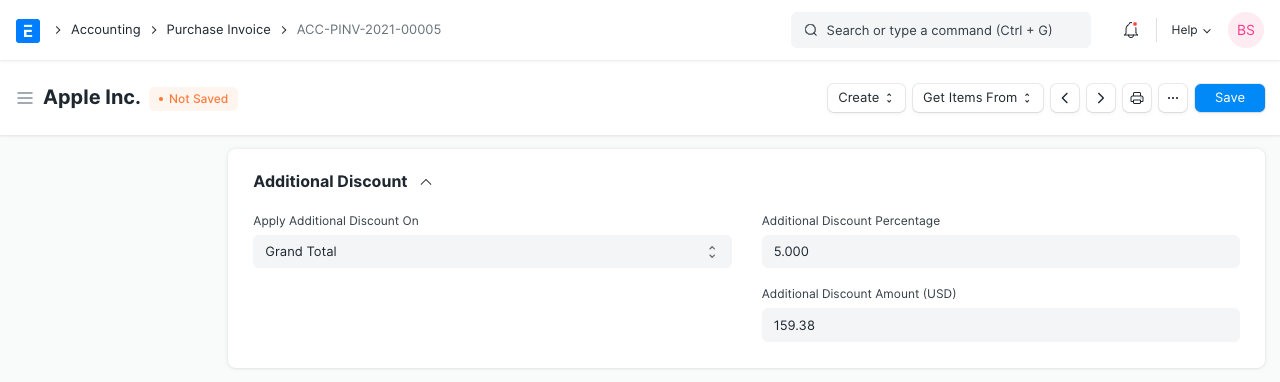 E Accounting Purchase Invoice ACC-PINV-2021-00005 Search or type a command (Ctrl + G) Help BS
Apple Inc. • Not Saved Create Get Items From ... Save
Additional Discount
Apply Additional Discount On Additional Discount Percentage
Grand Total 5.000
Additional Discount Amount (USD)
159.38